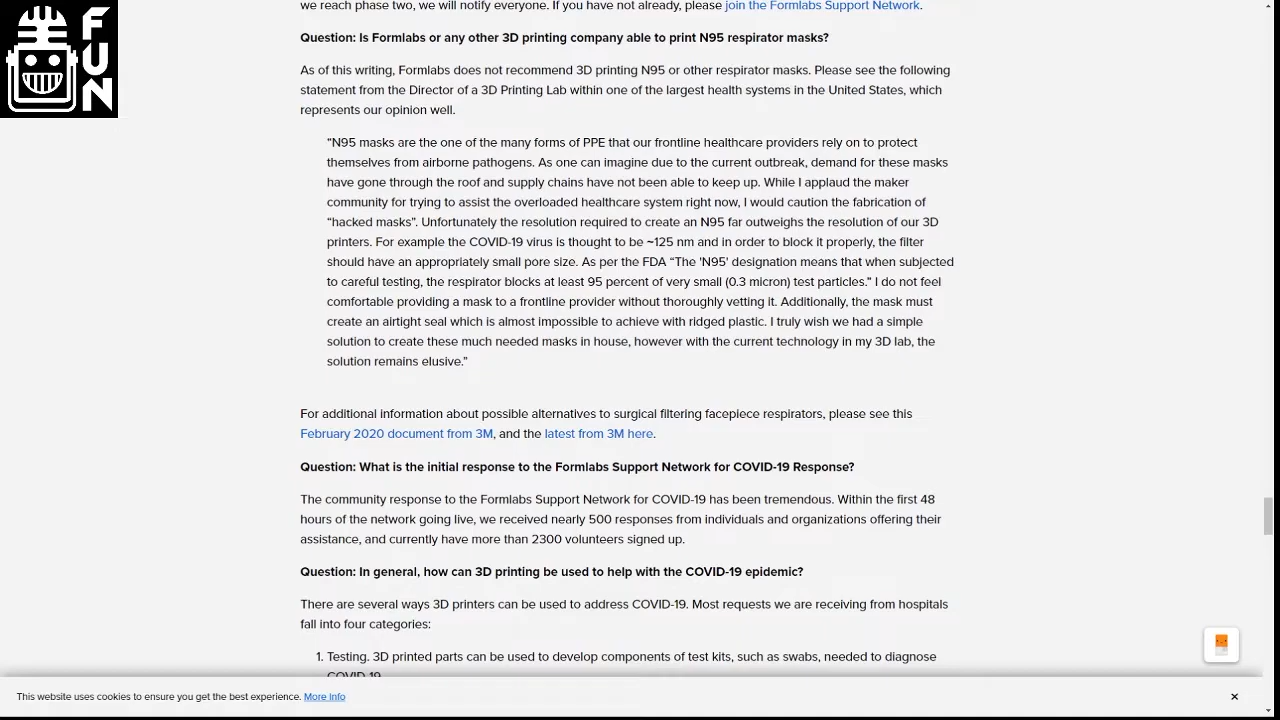 FUN
we reach phase two, we will notify everyone. If you have not already, please join the Formlabs Support Network.
Question: Is Formlabs or any other 3D printing company able to print N95 respirator masks?
As of this writing, Formlabs does not recommend 3D printing N95 or other respirator masks. Please see the following
statement from the Director of a 3D Printing Lab within one of the largest health systems in the United States, which
represents our opinion well.
“N95 masks are the one of the many forms of PPE that our frontline healthcare providers rely on to protect
themselves from airborne pathogens. As one can imagine due to the current outbreak, demand for these masks
have gone through the roof and supply chains have not been able to keep up. While I applaud the maker
community for trying to assist the overloaded healthcare system right now, I would caution the fabrication of
“hacked masks”. Unfortunately the resolution required to create an N95 far outweighs the resolution of our 3D
printers. For example the COVID-19 virus is thought to be ~125 nm and in order to block it properly, the filter
should have an appropriately small pore size. As per the FDA “The 'N95' designation means that when subjected
to careful testing, the respirator blocks at least 95 percent of very small (0.3 micron) test particles.” I do not feel
comfortable providing a mask to a frontline provider without thoroughly vetting it. Additionally, the mask must
create an airtight seal which is almost impossible to achieve with ridged plastic. I truly wish we had a simple
solution to create these much needed masks in house, however with the current technology in my 3D lab, the
solution remains elusive.”
For additional information about possible alternatives to surgical filtering facepiece respirators, please see this
February 2020 document from 3M, and the latest from 3M here.
Question: What is the initial response to the Formlabs Support Network for COVID-19 Response?
The community response to the Formlabs Support Network for COVID-19 has been tremendous. Within the first 48
hours of the network going live, we received nearly 500 responses from individuals and organizations offering their
assistance, and currently have more than 2300 volunteers signed up.
Question: In general, how can 3D printing be used to help with the COVID-19 epidemic?
There are several ways 3D printers can be used to address COVID-19. Most requests we are receiving from hospitals
fall into four categories:
1. Testing. 3D printed parts can be used to develop components of test kits, such as swabs, needed to diagnose
COVID-19
This website uses cookies to ensure you get the best experience. More info